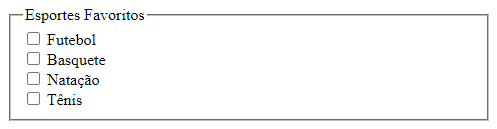 Esportes Favoritos
Futebol
Basquete
Natação
Tênis